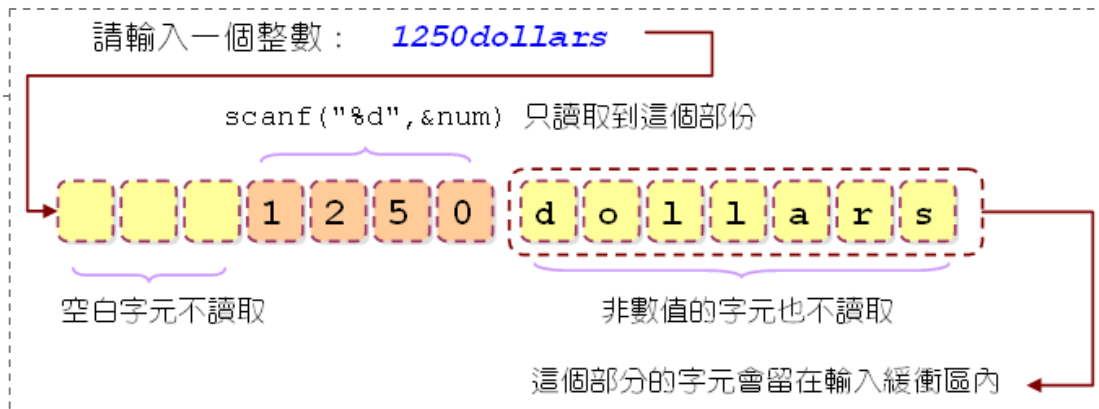 請輸入一個整數： 1250dollars
scanf("%d",&num) 只讀取到這個部份
1 2 5 0 d o l l a r s
空白字元不讀取 非數值的字元也不讀取
這個部分的字元會留在輸入緩衝區內